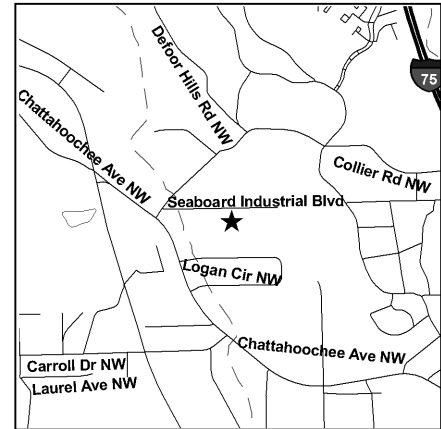 Defoor Hills Rd NW
75
Chattahoochee Ave NW
Collier Rd NW
Seaboard Industrial Blvd
Logan Cir NW
Chattahoochee Ave NW
Carroll Dr NW
Laurel Ave NW